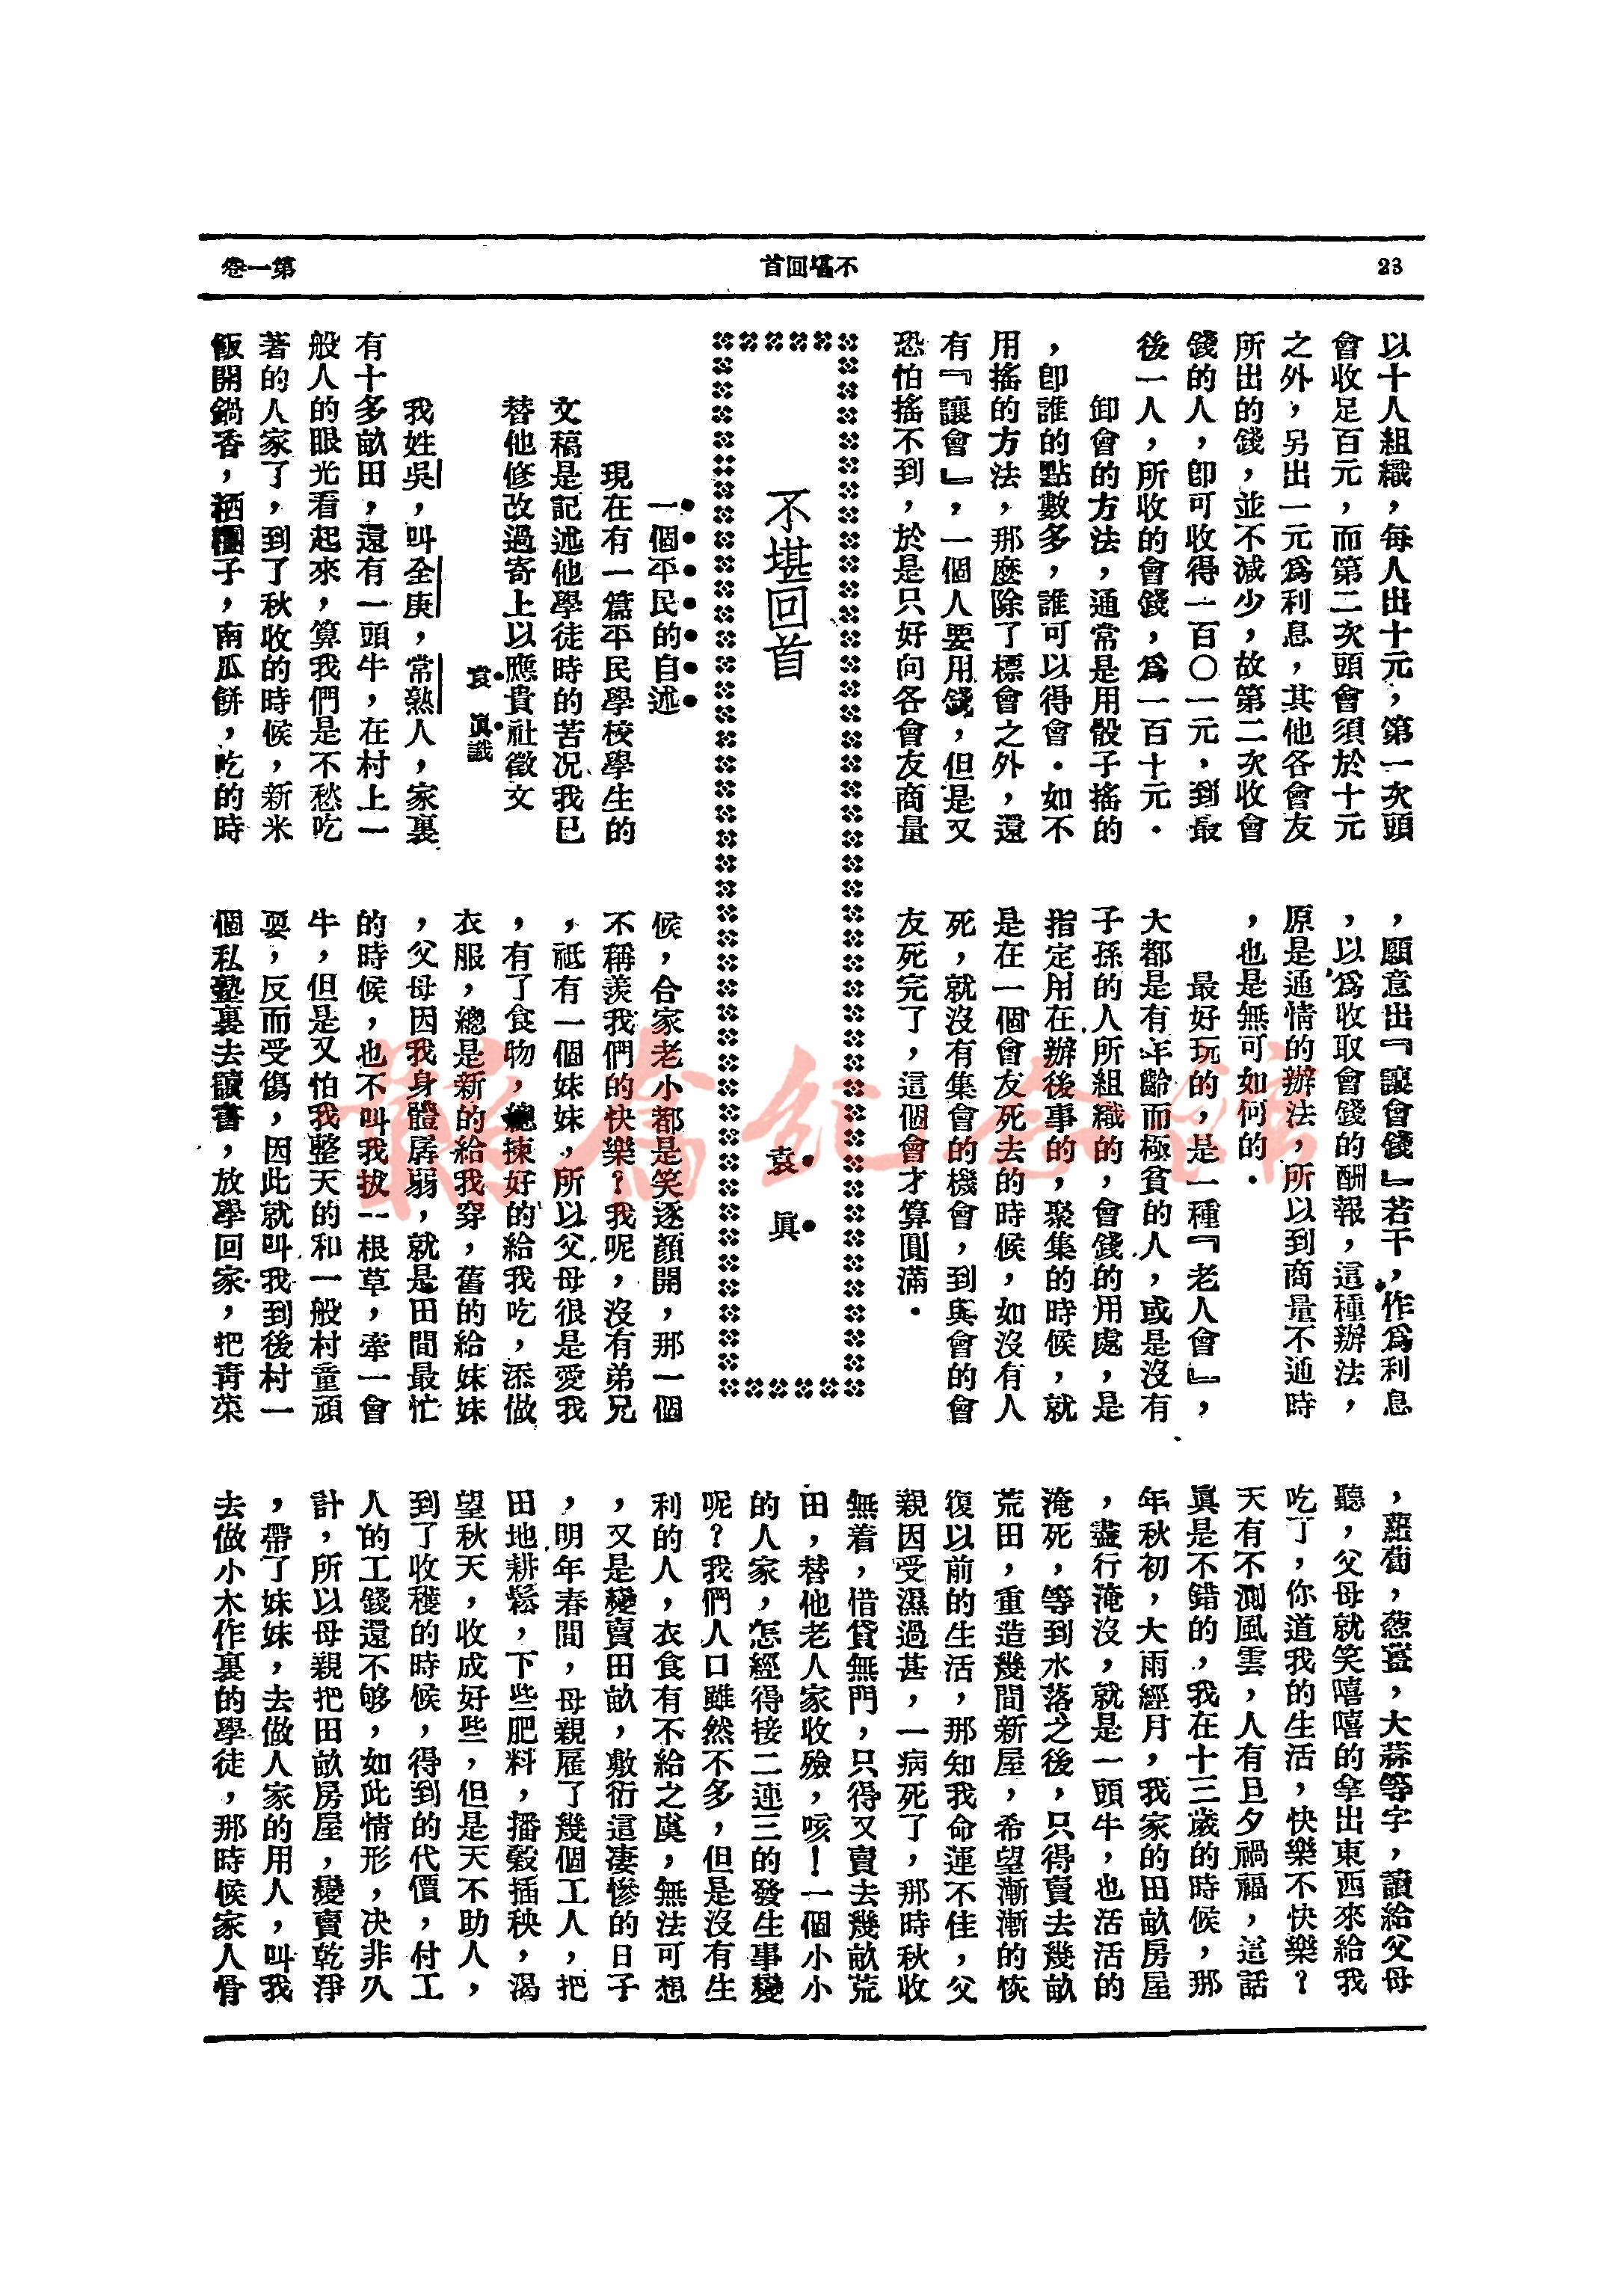 23
不堪回首
第一卷
以十人組織，每人出十元，第一次頭
會收足百元，而第二次頭會須於十元
之外，另出一元爲利息，其他各會友
所出的錢，並不減少，故第二次收會
錢的人，卽可收得一百〇一元，到最
後一人，所收的會錢，爲一百十元．
卸會的方法，通常是用骰子搖的
，卽誰的點數多，誰可以得會．如不
用搖的方法，那麽除了標會之外，還
有『讓會』，一個人要用錢，但是又
恐怕搖不到，於是只好向各會友商量
，願意出『讓會錢』若干，作爲利息
，以爲收取會錢的酬報，這種辦法，
原是通情的辦法，所以到商量不通時
，也是無可如何的．
最好玩的，是一種『老人會』，
大都是有年齡而極貧的人，或是沒有
子孫的人所組織的，會錢的用處，是
指定用在辦後事的，聚集的時候，就
是在一個會友死去的時候，如沒有人
死，就沒有集會的機會，到與會的會
友死完了，這個會才算圓滿．
不堪回首
袁眞
一個平民的自述
現在有一篇平民學校學生的
文稿是記述他學徒時的苦况我已
替他修改過寄上以應貴社徵文
袁眞識
我姓吳，叫全庚，常熟人，家裏
有十多畝田，還有一頭牛，在村上一
般人的眼光看起來，算我們是不愁吃
著的人家了，到了秋收的時候，新米
飯開鍋香，糰子，南瓜餅，吃的時
候，合家老小都是笑逐顏開，那一個
不稱羨我們的快樂？我呢，沒有弟兄
，祇有一個妹妹，所以父母很是愛我
，有了食物，總揀好的給我吃，添做
衣服，總是新的給我穿，舊的給妹妹
，父母因我身體孱弱，就是田間最忙
的時候，也不叫我拔一根草，牽一會
牛，但是又怕我整天的和一般村童頑
耍，反而受傷，因此就叫我到後村一
個私塾裏去讀書，放學回家，把靑菜
，蘿蔔，葱薑，大蒜等字，讀給父母
聽，父母就笑嘻嘻的拿出東西來給我
吃了，你道我的生活，快樂不快樂？
天有不測風雲，人有旦夕禍福，這話
眞是不錯的，我在十三歲的時候，那
年秋初，大雨經月，我家的田畝房屋
，盡行淹沒，就是一頭牛，也活活的
淹死，等到水落之後，只得賣去幾畝
荒田，重造幾間新屋，希望漸漸的恢
復以前的生活，那知我命運不佳，父
親因受濕過甚，一病死了，那時秋收
無着，借貸無門，只得又賣去幾畝荒
田，替他老人家收殮，咳！一個小小
的人家，怎經得接二連三的發生事變
呢？我們人口雖然不多，但是沒有生
利的人，衣食有不給之虞，無法可想
，又是變賣田畝，敷衍這凄慘的日子
，明年春間，母親雇了幾個工人，把
田地耕鬆，下些肥料，播穀插秧，渴
望秋天，收成好些，但是天不助人，
到了收穫的時候，得到的代價，付工
人的工錢還不够，如此情形，决非久
計，所以母親把田畝房屋，變賣乾淨
，帶了妹妹，去做人家的用人，叫我
去做小木作裏的學徒，那時候家人骨